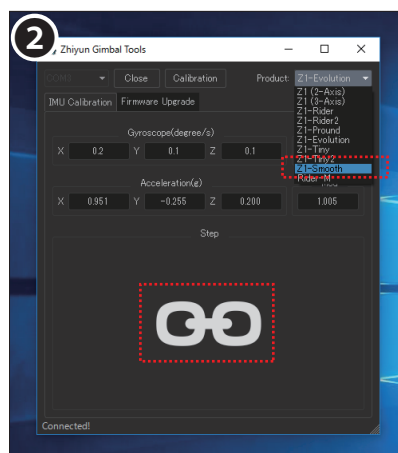 2
Zhiyun Gimbal Tools
COM3 Close Calibration Product: Z1-Evolution
IMU Calibration Firmware Upgrade
Z1 (2-Axis)
Z1 (3-Axis)
Z1-Rider
Z1-Rider2
Z1-Pround
Z1-Evolution
Z1-Tiny
Z1-Tiny2
Z1-Smooth
Rider-M
Gyroscope(degree/s)
X 0.2 Y 0.1 Z 0.1
Acceleration(g)
Mod
X 0.951 Y -0.255 Z 0.200 1.005
Step
Connected!